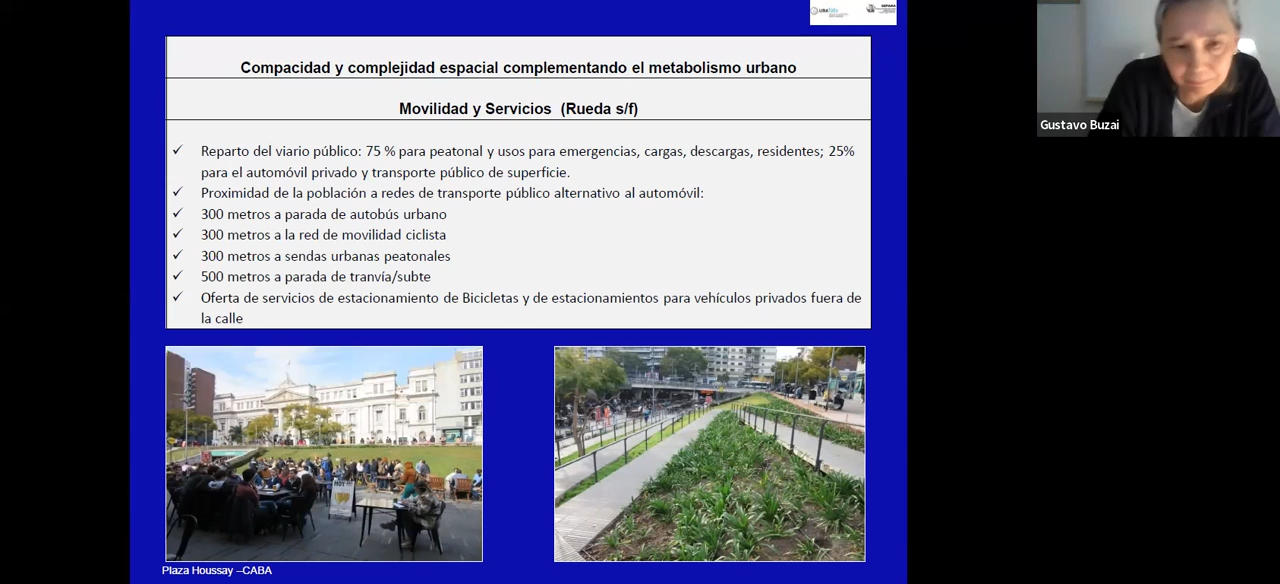 Compacidad y complejidad espacial complementando el metabolismo urbano
Movilidad y Servicios (Rueda s/f)
✓ Reparto del viario público: 75 % para peatonal y usos para emergencias, cargas, descargas, residentes; 25%
para el automóvil privado y transporte público de superficie.
✓ Proximidad de la población a redes de transporte público alternativo al automóvil:
✓ 300 metros a parada de autobús urbano
✓ 300 metros a la red de movilidad ciclista
✓ 300 metros a sendas urbanas peatonales
✓ 500 metros a parada de tranvía/subte
✓ Oferta de servicios de estacionamiento de Bicicletas y de estacionamientos para vehículos privados fuera de
la calle
Plaza Houssay –CABA
Gustavo Buzai